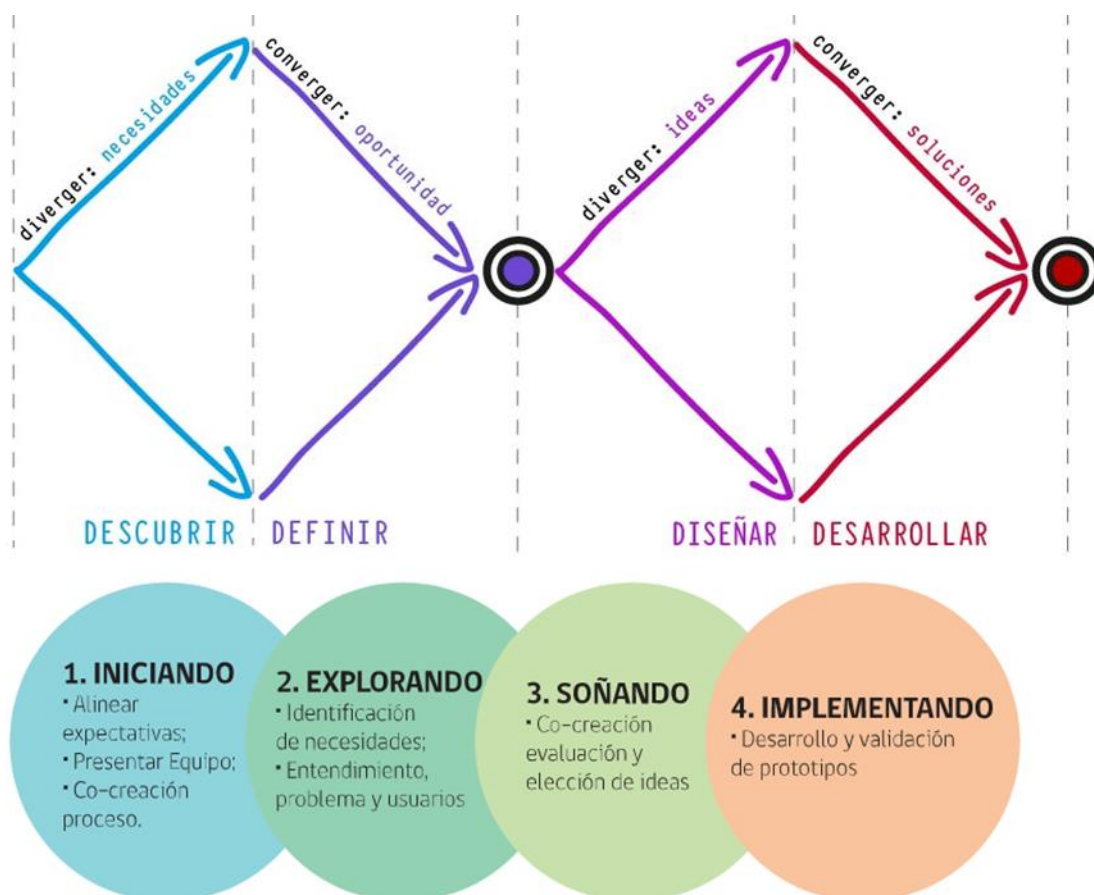 diverger: necesidades
converger: oportunidad
diverger: ideas
converger: soluciones
DESCUBRIR
DEFINIR
DISEÑAR
DESARROLLAR
1. INICIANDO
▪ Alinear
expectativas;
▪ Presentar Equipo;
▪ Co-creación
proceso.
2. EXPLORANDO
▪ Identificación
de necesidades;
▪ Entendimiento,
problema y usuarios
3. SOÑANDO
▪ Co-creación
evaluación y
elección de ideas
4. IMPLEMENTANDO
▪ Desarrollo y validación
de prototipos